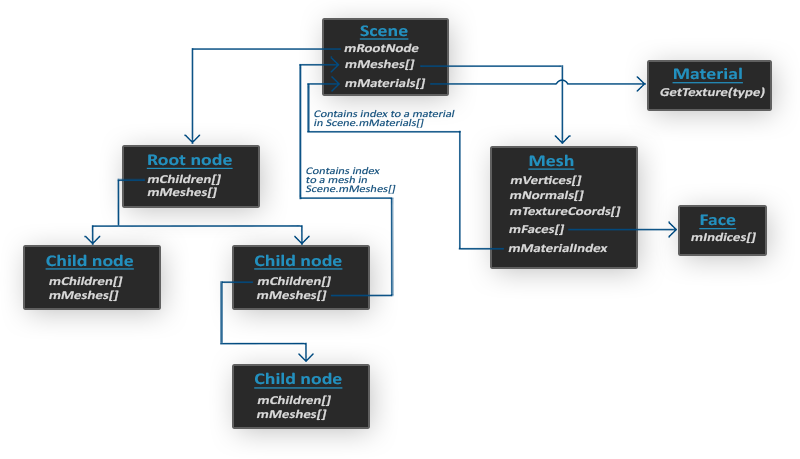 Scene
mRootNode
mMeshes[]
mMaterials[]
Material
GetTexture(type)
Contains index to a material
in Scene.mMaterials[]
Root node
mChildren[]
mMeshes[]
Contains index
to a mesh in
Scene.mMeshes[]
Mesh
mVertices[]
mNormals[]
mTextureCoords[]
mFaces[]
mMaterialIndex
Face
mIndices[]
Child node
mChildren[]
mMeshes[]
Child node
mChildren[]
mMeshes[]
Child node
mChildren[]
mMeshes[]